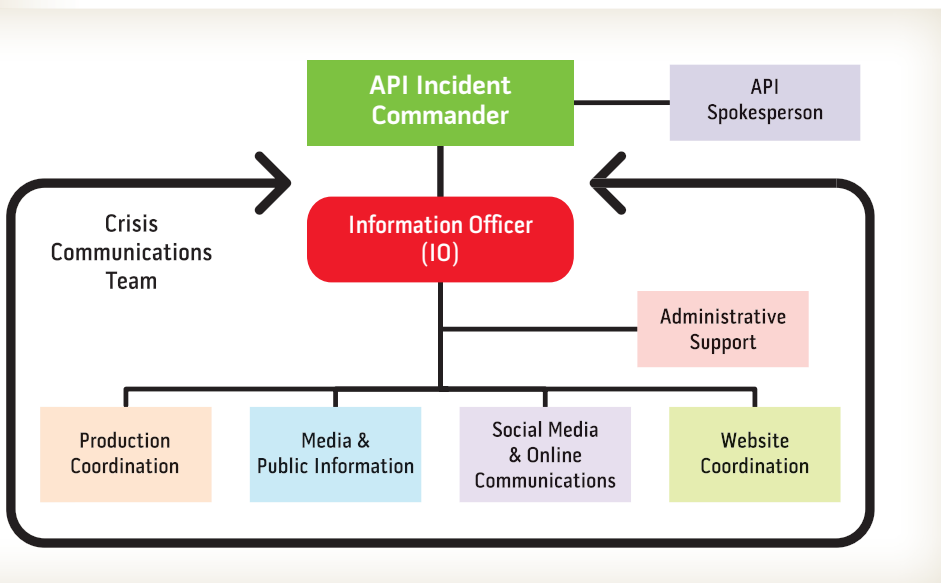 API Incident
Commander
API
Spokesperson
Crisis
Communications
Team
Information Officer
(IO)
Administrative
Support
Production
Coordination
Media &
Public Information
Social Media
& Online
Communications
Website
Coordination